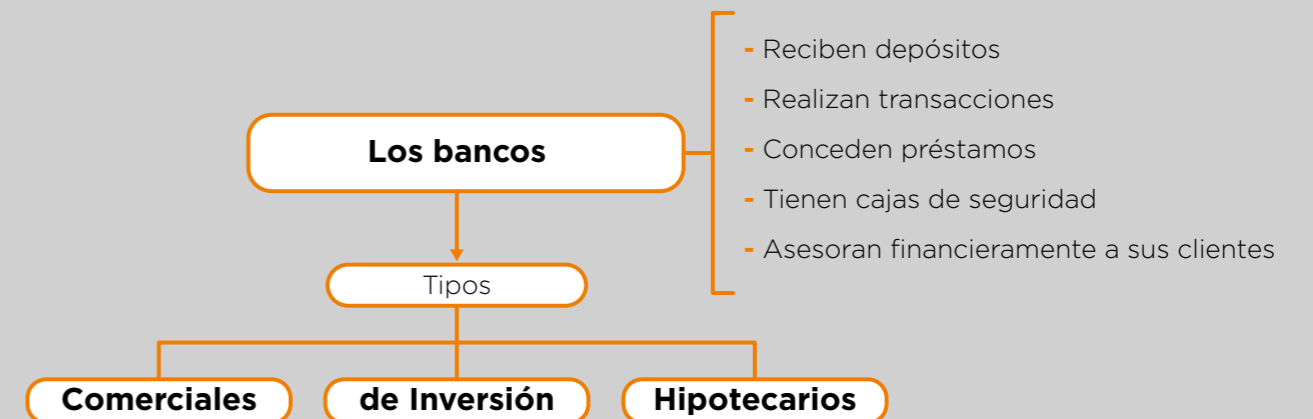 Los bancos
- Reciben depósitos
- Realizan transacciones
- Conceden préstamos
- Tienen cajas de seguridad
- Asesoran financieramente a sus clientes
Tipos
Comerciales
de Inversión
Hipotecarios